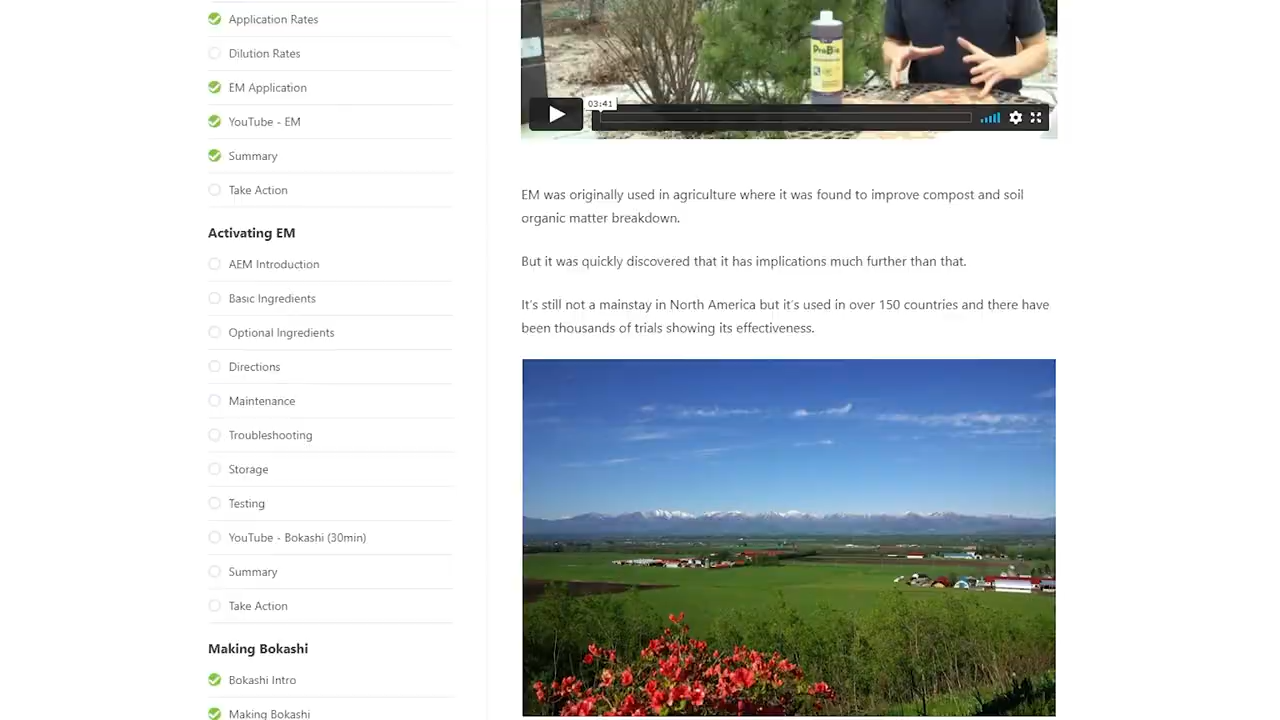 Application Rates
Dilution Rates
EM Application
YouTube - EM
Summary
Take Action
Activating EM
AEM Introduction
Basic Ingredients
Optional Ingredients
Directions
Maintenance
Troubleshooting
Storage
Testing
YouTube - Bokashi (30min)
Summary
Take Action
Making Bokashi
Bokashi Intro
Making Bokashi
ProBio
03:41
EM was originally used in agriculture where it was found to improve compost and soil
organic matter breakdown.
But it was quickly discovered that it has implications much further than that.
It's still not a mainstay in North America but it's used in over 150 countries and there have
been thousands of trials showing its effectiveness.